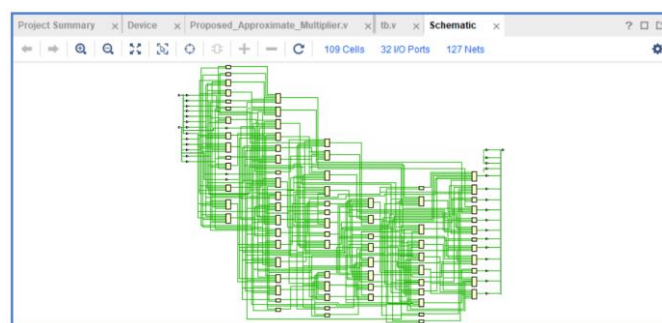 Project Summary × Device × Proposed_Approximate_Multiplier.v × tb.v × Schematic × ?
109 Cells 32 I/O Ports 127 Nets